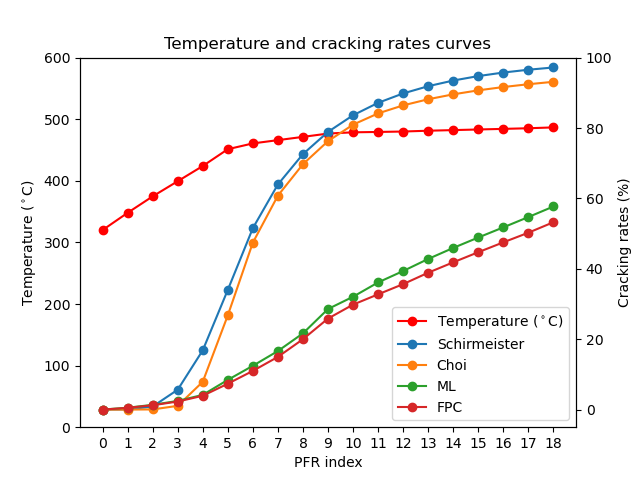 Temperature and cracking rates curves
600
500
400
300
200
100
0
Temperature (°C)
100
80
60
40
20
0
Cracking rates (%)
Temperature (°C)
Schirmeister
Choi
ML
FPC
0 1 2 3 4 5 6 7 8 9 10 11 12 13 14 15 16 17 18
PFR index